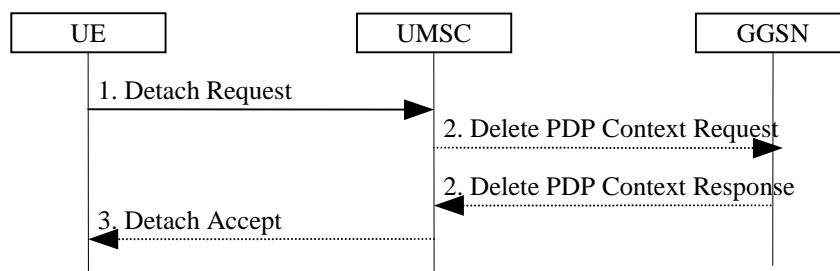 UE
UMSC
GGSN
1. Detach Request
2. Delete PDP Context Request
2. Delete PDP Context Response
3. Detach Accept